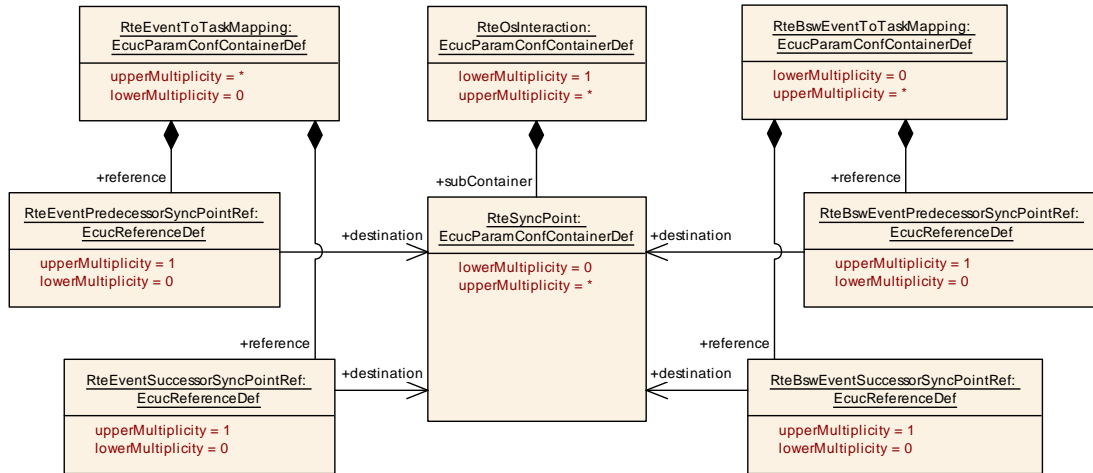 RteEventToTaskMapping:
EcucParamConfContainerDef
upperMultiplicity = *
lowerMultiplicity = 0
RteOsInteraction:
EcucParamConfContainerDef
lowerMultiplicity = 1
upperMultiplicity = *
RteBswEventToTaskMapping:
EcucParamConfContainerDef
lowerMultiplicity = 0
upperMultiplicity = *
+reference
+subContainer
+reference
RteEventPredecessorSyncPointRef:
EcucReferenceDef
upperMultiplicity = 1
lowerMultiplicity = 0
+destination
RteSyncPoint:
EcucParamConfContainerDef
lowerMultiplicity = 0
upperMultiplicity = *
+destination
RteBswEventPredecessorSyncPointRef:
EcucReferenceDef
upperMultiplicity = 1
lowerMultiplicity = 0
+reference
+reference
RteEventSuccessorSyncPointRef:
EcucReferenceDef
upperMultiplicity = 1
lowerMultiplicity = 0
+destination
+destination
RteBswEventSuccessorSyncPointRef:
EcucReferenceDef
upperMultiplicity = 1
lowerMultiplicity = 0